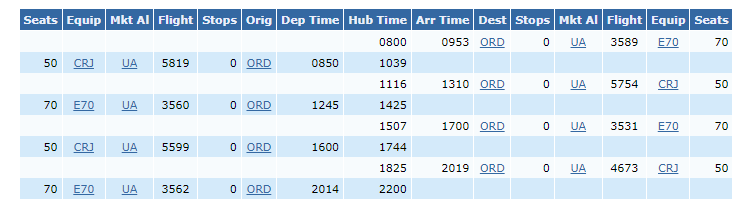 Seats Equip Mkt Al Flight Stops Orig Dep Time Hub Time Arr Time Dest Stops Mkt Al Flight Equip Seats
0800 0953 ORD 0 UA 3589 E70 70
50 CRJ UA 5819 0 ORD 0850 1039
1116 1310 ORD 0 UA 5754 CRJ 50
70 E70 UA 3560 0 ORD 1245 1425
1507 1700 ORD 0 UA 3531 E70 70
50 CRJ UA 5599 0 ORD 1600 1744
1825 2019 ORD 0 UA 4673 CRJ 50
70 E70 UA 3562 0 ORD 2014 2200